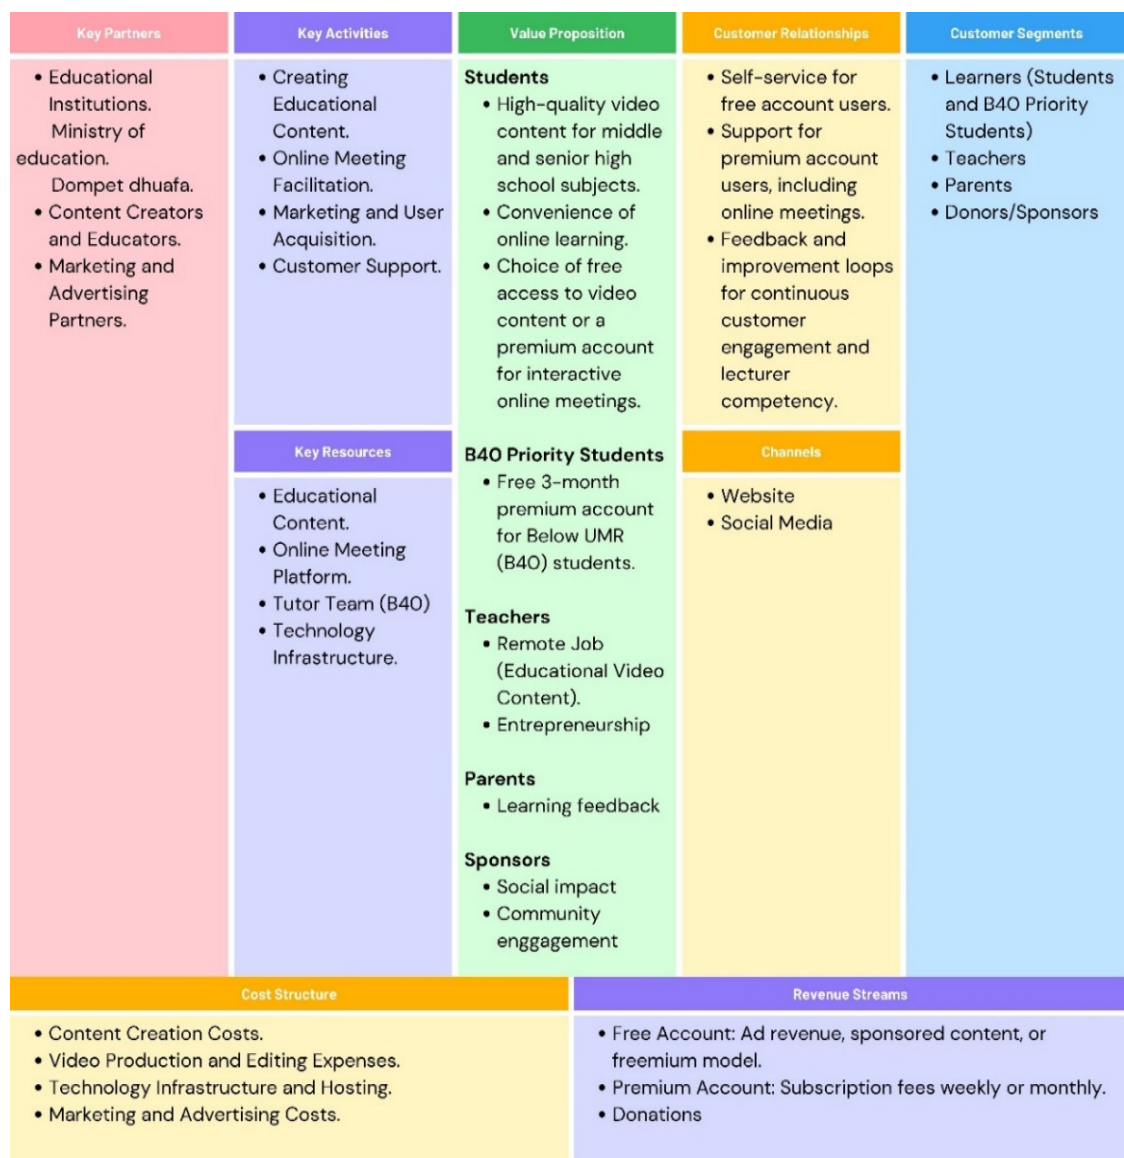 Key Partners
• Educational
Institutions.
Ministry of
education.
Dompet dhuafa.
• Content Creators
and Educators.
• Marketing and
Advertising
Partners.
Key Activities
• Creating
Educational
Content.
• Online Meeting
Facilitation.
• Marketing and User
Acquisition.
• Customer Support.
Key Resources
• Educational
Content.
• Online Meeting
Platform.
• Tutor Team (B40)
• Technology
Infrastructure.
Value Proposition
Students
• High-quality video
content for middle
and senior high
school subjects.
• Convenience of
online learning.
• Choice of free
access to video
content or a
premium account
for interactive
online meetings.
B40 Priority Students
• Free 3-month
premium account
for Below UMR
(B40) students.
Teachers
• Remote Job
(Educational Video
Content).
• Entrepreneurship
Parents
• Learning feedback
Sponsors
• Social impact
• Community
enggagement
Customer Relationships
• Self-service for
free account users.
• Support for
premium account
users, including
online meetings.
• Feedback and
improvement loops
for continuous
customer
engagement and
lecturer
competency.
Channels
• Website
• Social Media
Customer Segments
• Learners (Students
and B40 Priority
Students)
• Teachers
• Parents
• Donors/Sponsors
Cost Structure
• Content Creation Costs.
• Video Production and Editing Expenses.
• Technology Infrastructure and Hosting.
• Marketing and Advertising Costs.
Revenue Streams
• Free Account: Ad revenue, sponsored content, or
freemium model.
• Premium Account: Subscription fees weekly or monthly.
• Donations